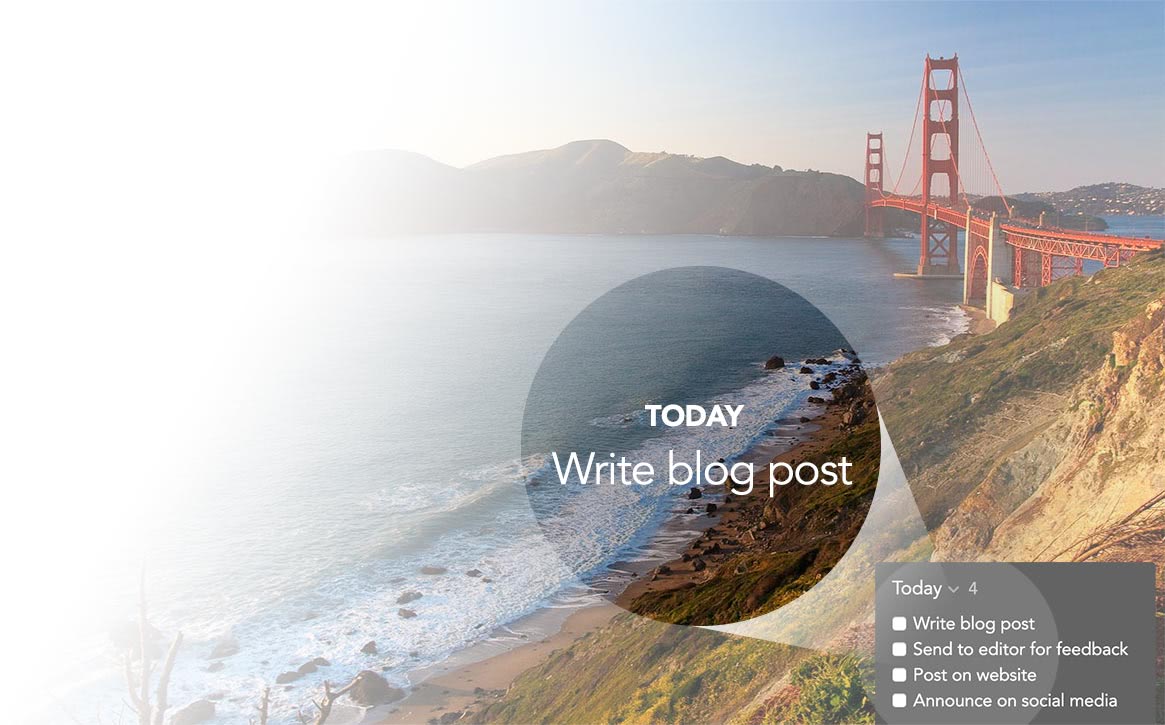 TODAY
Write blog post
Today 4
Write blog post
Send to editor for feedback
Post on website
Announce on social media